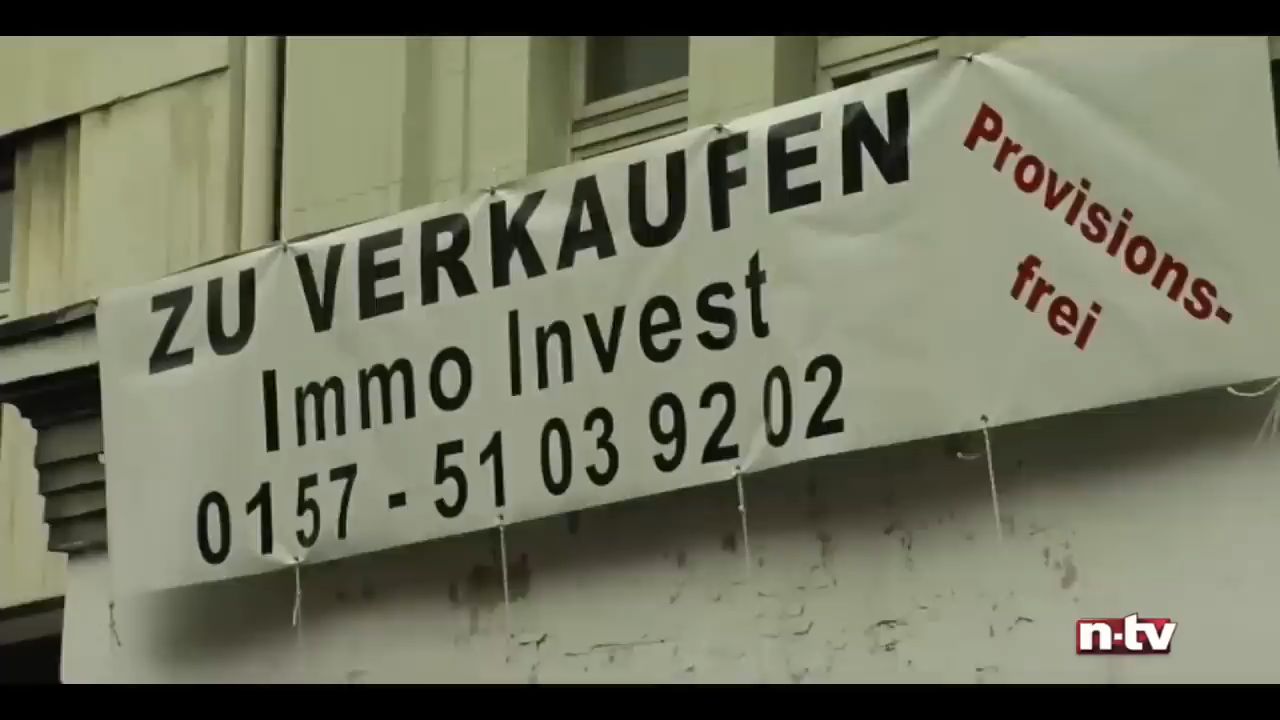 ZU VERKAUFEN
Immo Invest
0157 - 51 03 92 02
Provisions-
frei
n-tv